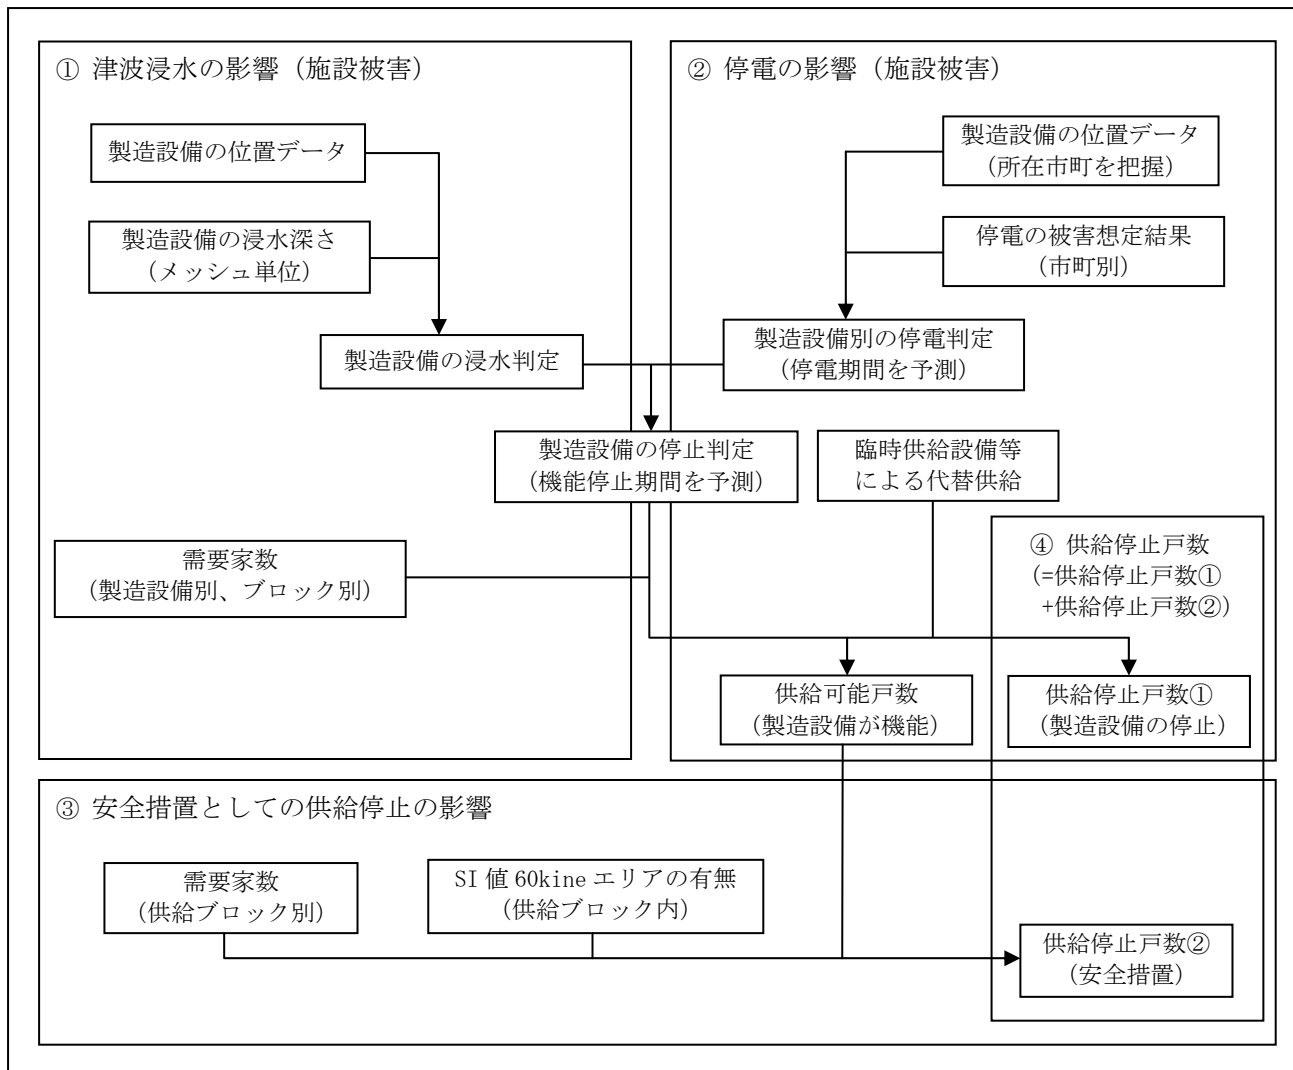 ① 津波浸水の影響（施設被害）
製造設備の位置データ
製造設備の浸水深さ
（メッシュ単位）
製造設備の浸水判定
② 停電の影響（施設被害）
製造設備の位置データ
（所在市町を把握）
停電の被害想定結果
（市町別）
製造設備別の停電判定
（停電期間を予測）
製造設備の停止判定
（機能停止期間を予測）
臨時供給設備等
による代替供給
需要家数
（製造設備別、ブロック別）
④ 供給停止戸数
（=供給停止戸数①
+供給停止戸数②）
供給可能戸数
（製造設備が機能）
供給停止戸数①
（製造設備の停止）
③ 安全措置としての供給停止の影響
需要家数
（供給ブロック別）
SI 値 60kine エリアの有無
（供給ブロック内）
供給停止戸数②
（安全措置）